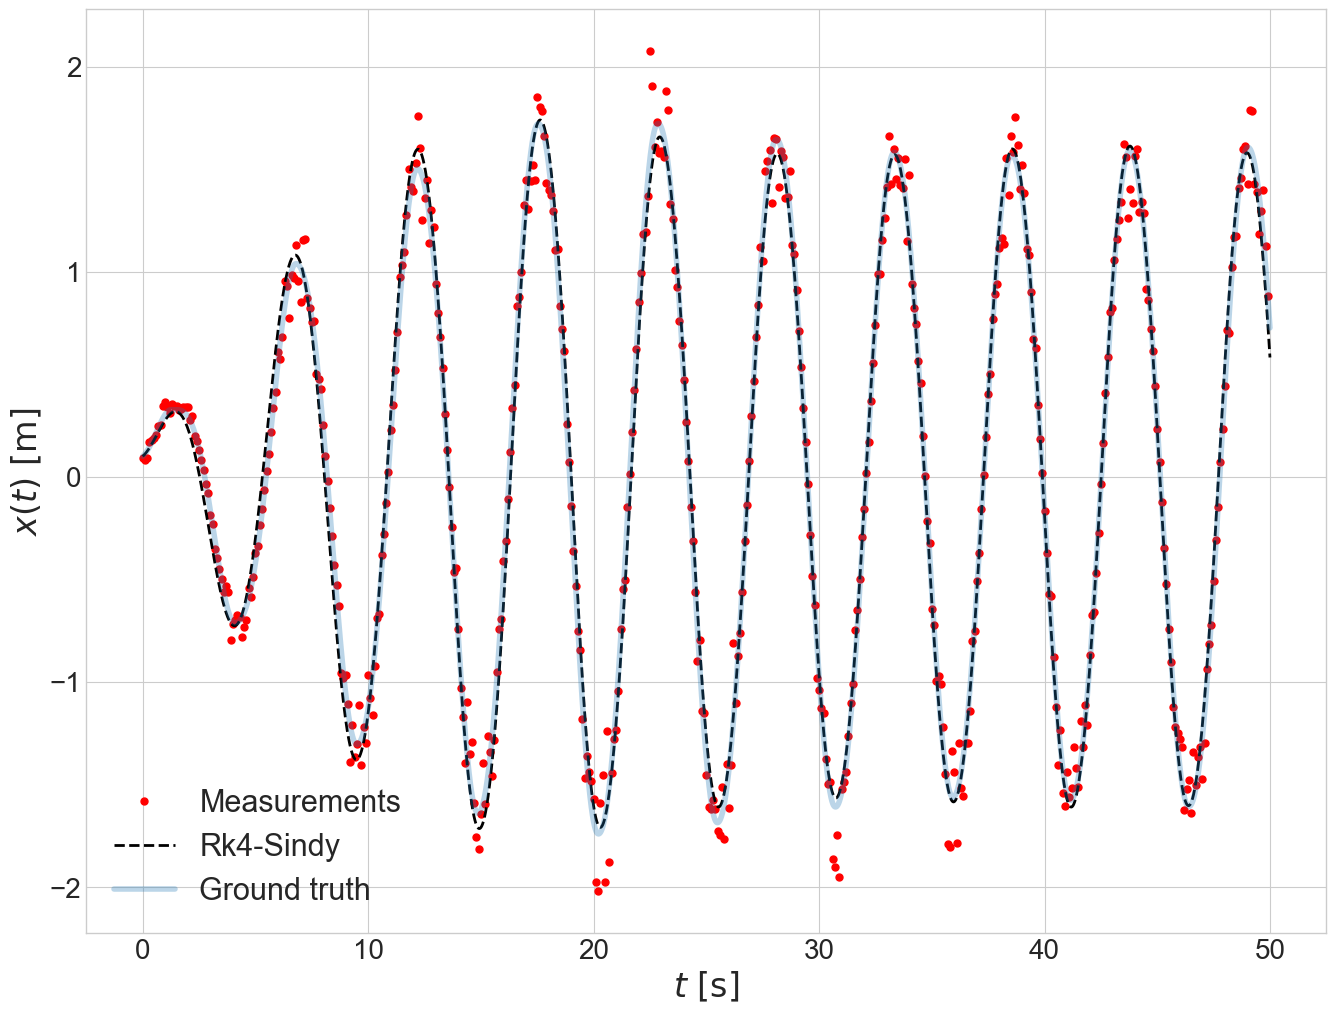 2
1
0
−1
−2
x(t) [m]
Measurements
Rk4-Sindy
Ground truth
0 10 20 30 40 50
t [s]